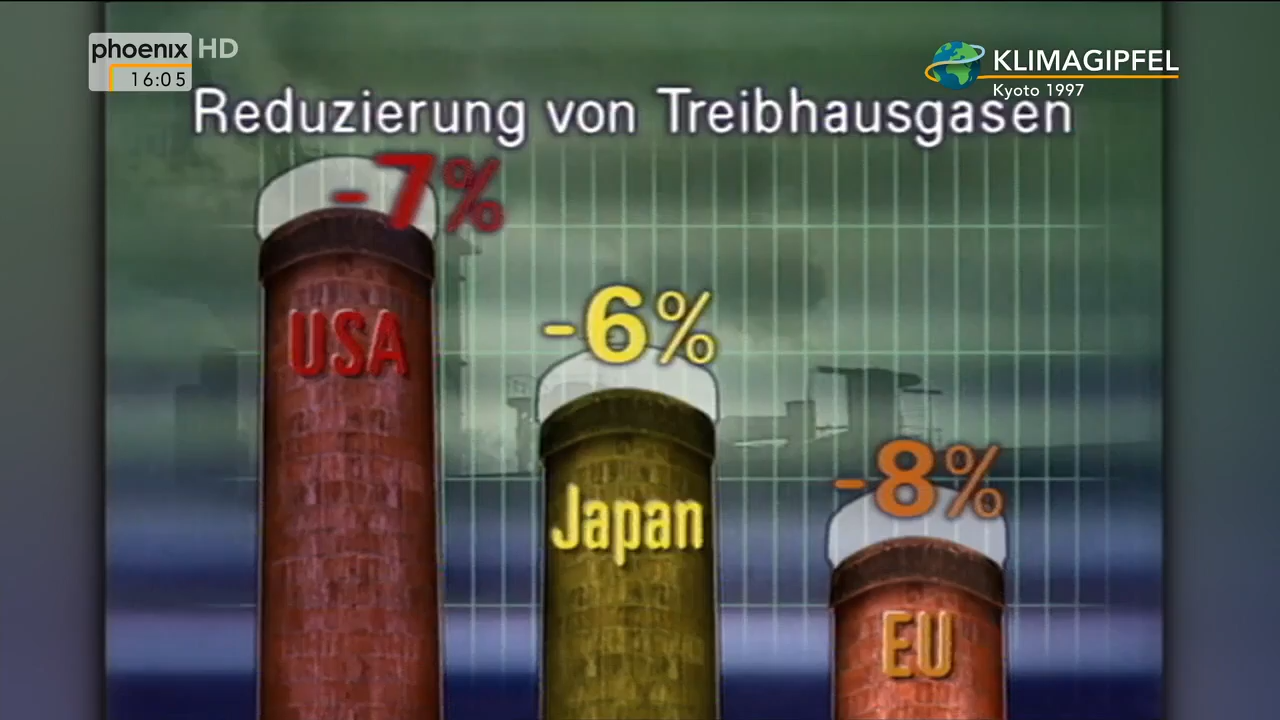 phoenix HD
16:05
KLIMAGIPFEL
Kyoto 1997
Reduzierung von Treibhausgasen
-7%
USA
-6%
Japan
-8%
EU